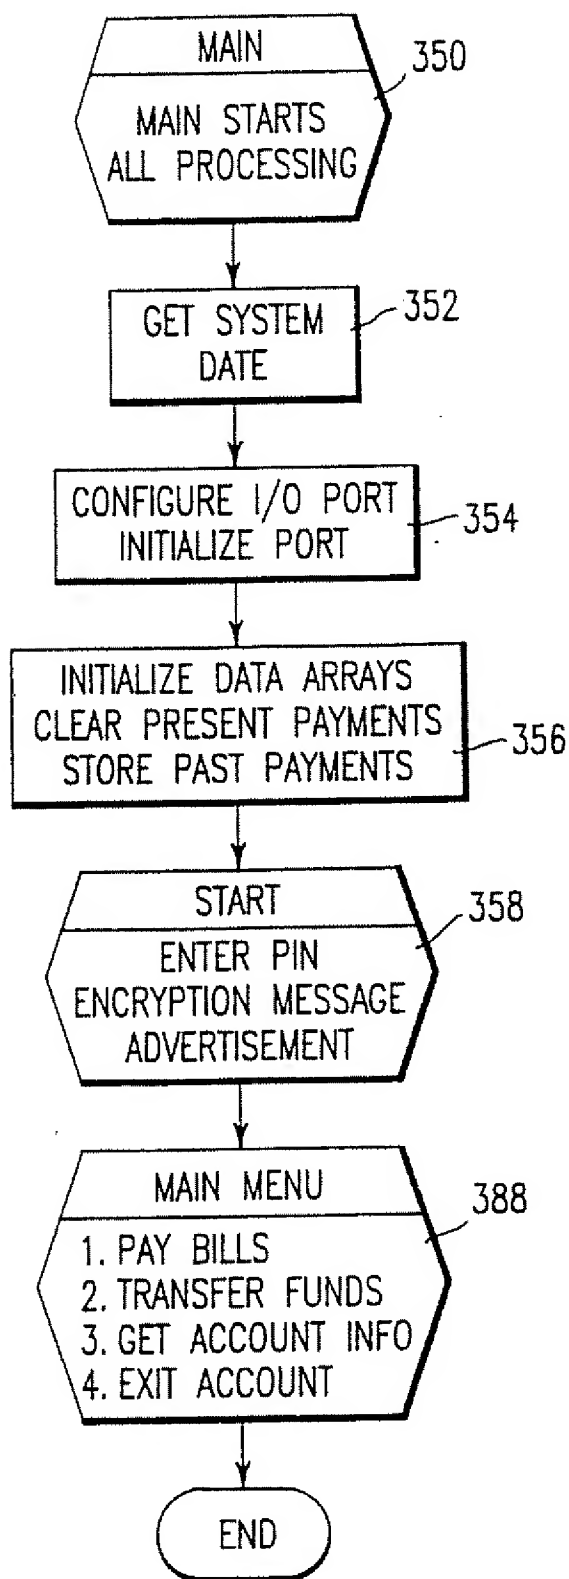 MAIN
350
MAIN STARTS
ALL PROCESSING
GET SYSTEM
DATE
352
CONFIGURE I/O PORT
INITIALIZE PORT
354
INITIALIZE DATA ARRAYS
CLEAR PRESENT PAYMENTS
STORE PAST PAYMENTS
356
START
358
ENTER PIN
ENCRYPTION MESSAGE
ADVERTISEMENT
MAIN MENU
388
1. PAY BILLS
2. TRANSFER FUNDS
3. GET ACCOUNT INFO
4. EXIT ACCOUNT
END